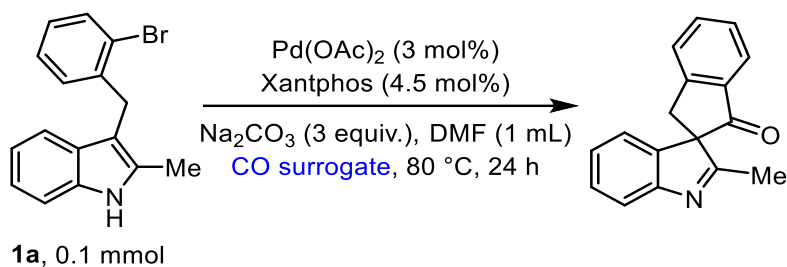 Br
Me
N
H
1a, 0.1 mmol
Pd(OAc)₂ (3 mol%)
Xantphos (4.5 mol%)
Na₂CO₃ (3 equiv.), DMF (1 mL)
CO surrogate, 80 °C, 24 h
O
Me
N